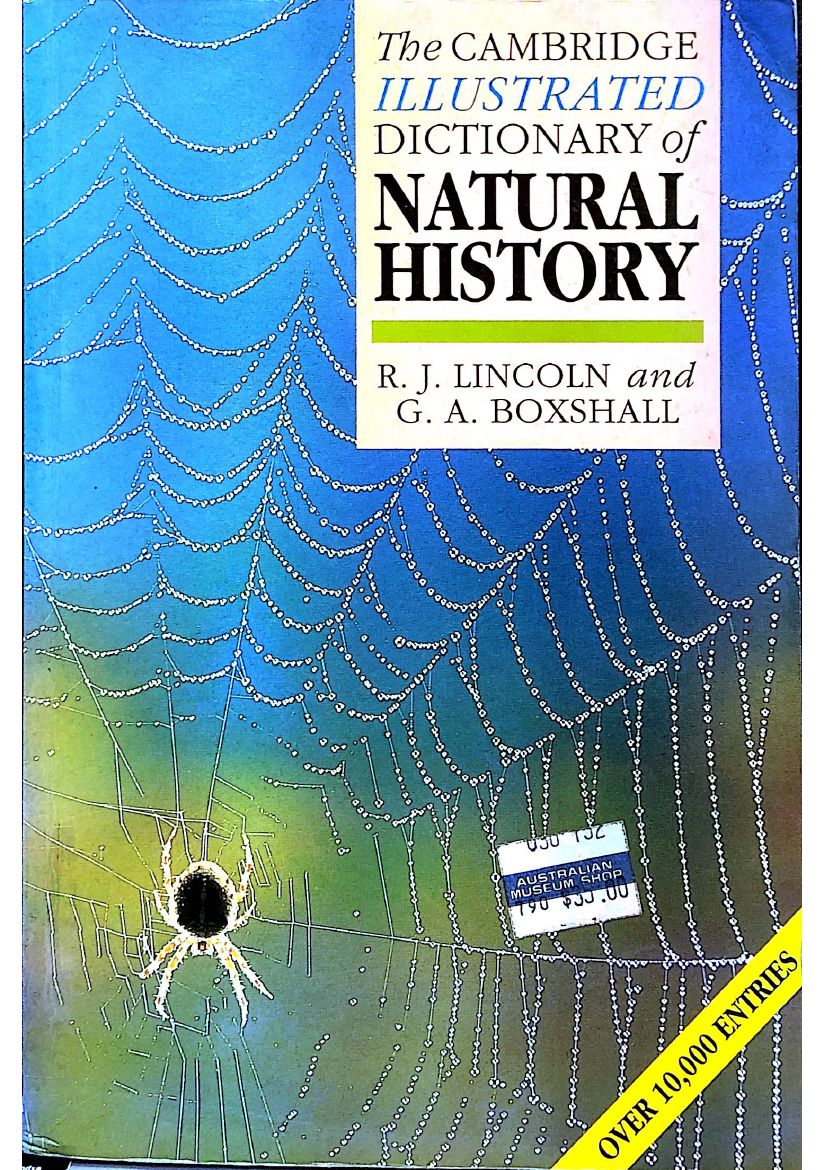 The CAMBRIDGE
ILLUSTRATED
DICTIONARY of
NATURAL
HISTORY
R. J. LINCOLN and
G. A. BOXSHALL
AUSTRALIAN
MUSEUM SHOP
OVER 10,000 ENTRIES